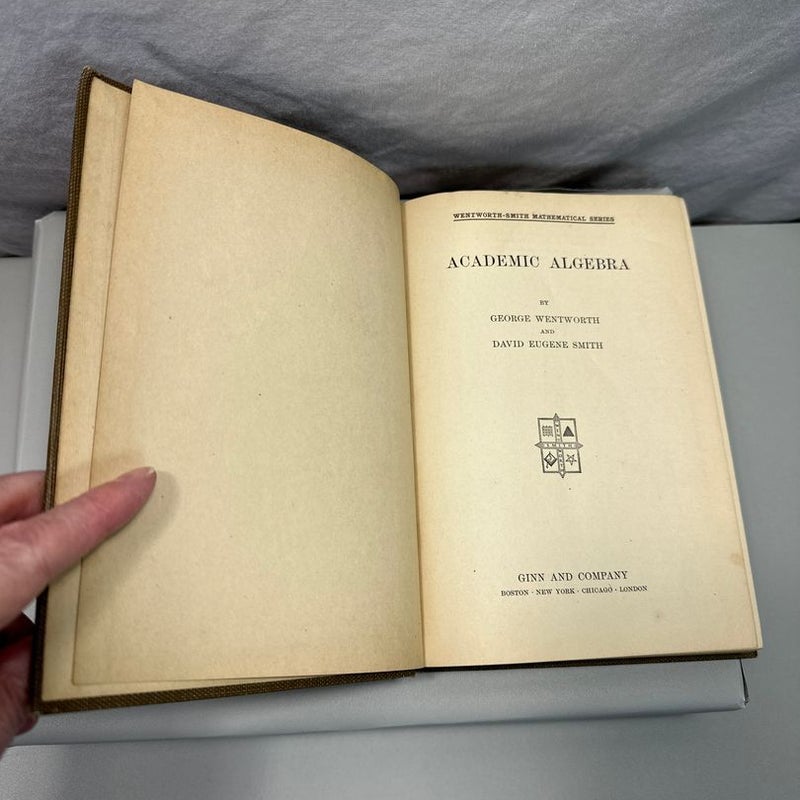 WENTWORTH-SMITH MATHEMATICAL SERIES
ACADEMIC ALGEBRA
BY
GEORGE WENTWORTH
AND
DAVID EUGENE SMITH
SMITH
GINN AND COMPANY
BOSTON · NEW YORK · CHICAGO · LONDON